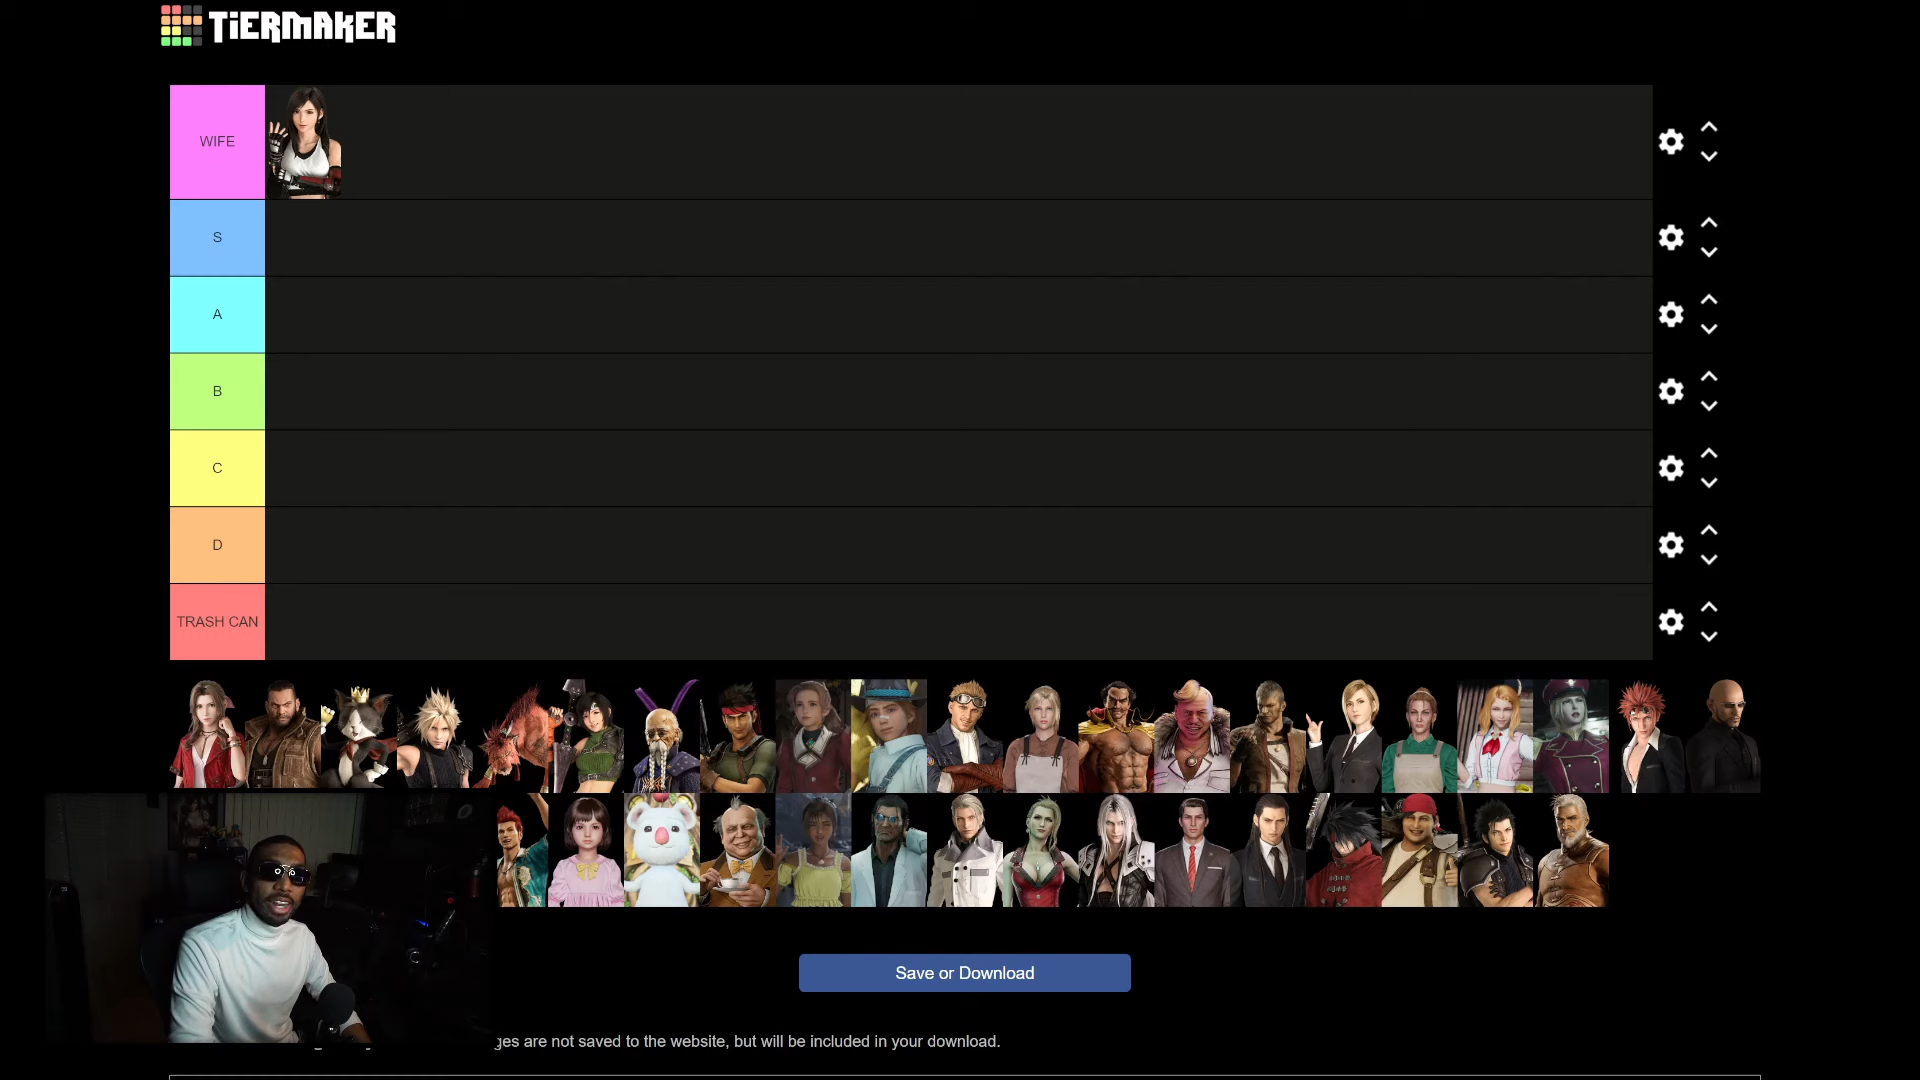 TIERMAKER
WIFE
S
A
B
C
D
TRASH CAN
Save or Download
are not saved to the website, but will be included in your download.